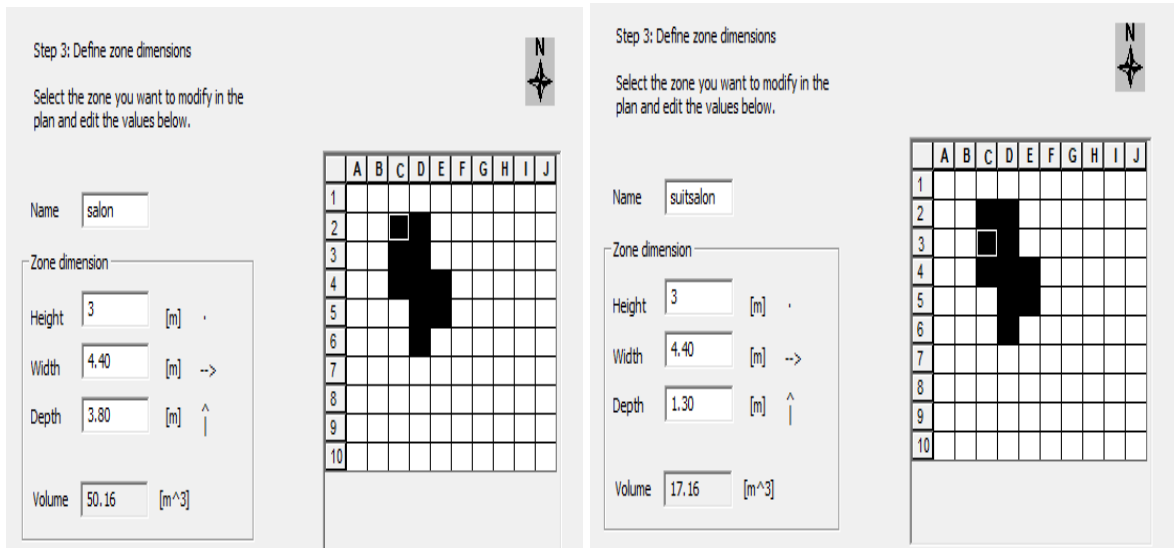 Step 3: Define zone dimensions
N
Select the zone you want to modify in the
plan and edit the values below.
A B C D E F G H I J
1
2
3
4
5
6
7
8
9
10
Name salon
Zone dimension
Height 3 [m] .
Width 4.40 [m] -->
Depth 3.80 [m] ^
|
Volume 50.16 [m^3]
Step 3: Define zone dimensions
N
Select the zone you want to modify in the
plan and edit the values below.
A B C D E F G H I J
1
2
3
4
5
6
7
8
9
10
Name suitsalon
Zone dimension
Height 3 [m] .
Width 4.40 [m] -->
Depth 1.30 [m] ^
|
Volume 17.16 [m^3]